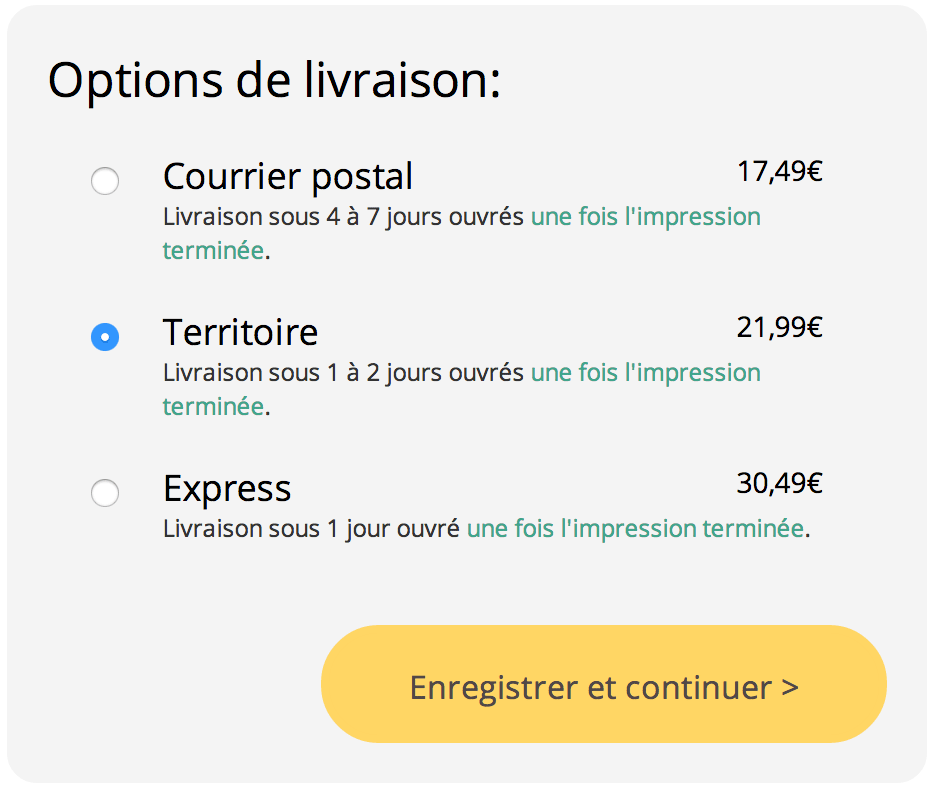 Options de livraison:
Courrier postal 17,49€
Livraison sous 4 à 7 jours ouvrés une fois l'impression
terminée.
Territoire 21,99€
Livraison sous 1 à 2 jours ouvrés une fois l'impression
terminée.
Express 30,49€
Livraison sous 1 jour ouvré une fois l'impression terminée.
Enregistrer et continuer >